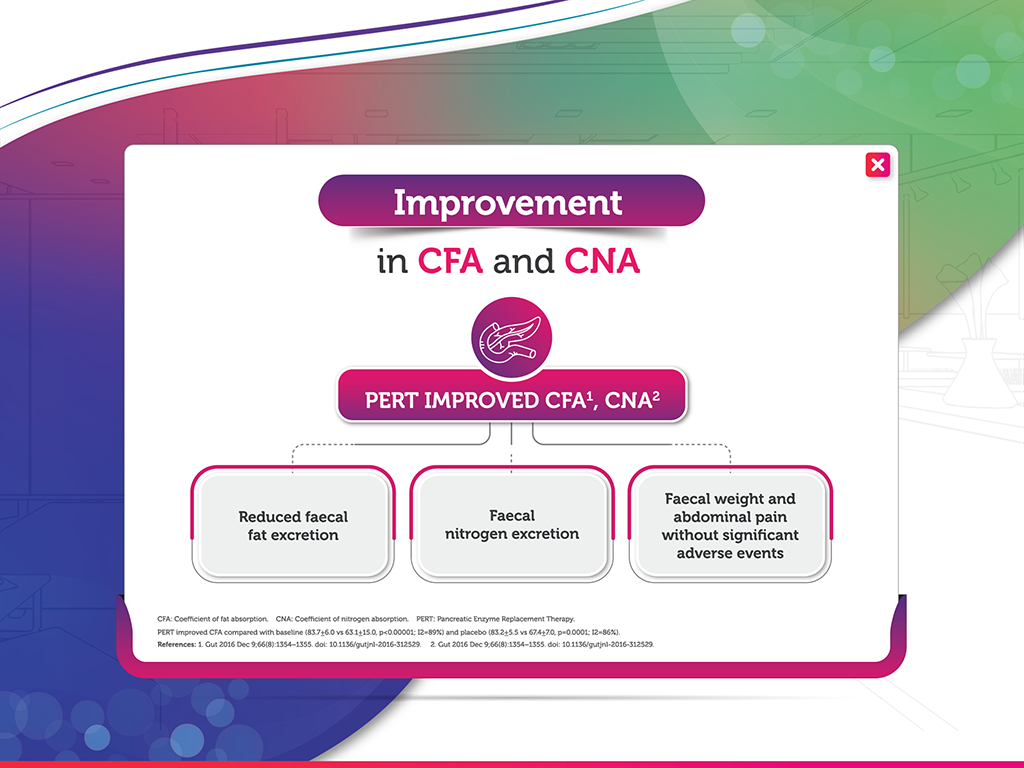 Improvement
in CFA and CNA
PERT IMPROVED CFA¹, CNA²
Reduced faecal
fat excretion
Faecal
nitrogen excretion
Faecal weight and
abdominal pain
without significant
adverse events
CFA: Coefficient of fat absorption. CNA: Coefficient of nitrogen absorption. PERT: Pancreatic Enzyme Replacement Therapy.
PERT improved CFA compared with baseline (83.7±6.0 vs 63.1±15.0, p<0.00001; I2=89%) and placebo (83.2±5.5 vs 67.4±7.0, p=0.0001; I2=86%).
References: 1. Gut 2016 Dec 9;66(8):1354–1355. doi: 10.1136/gutjnl-2016-312529. 2. Gut 2016 Dec 9;66(8):1354–1355. doi: 10.1136/gutjnl-2016-312529.